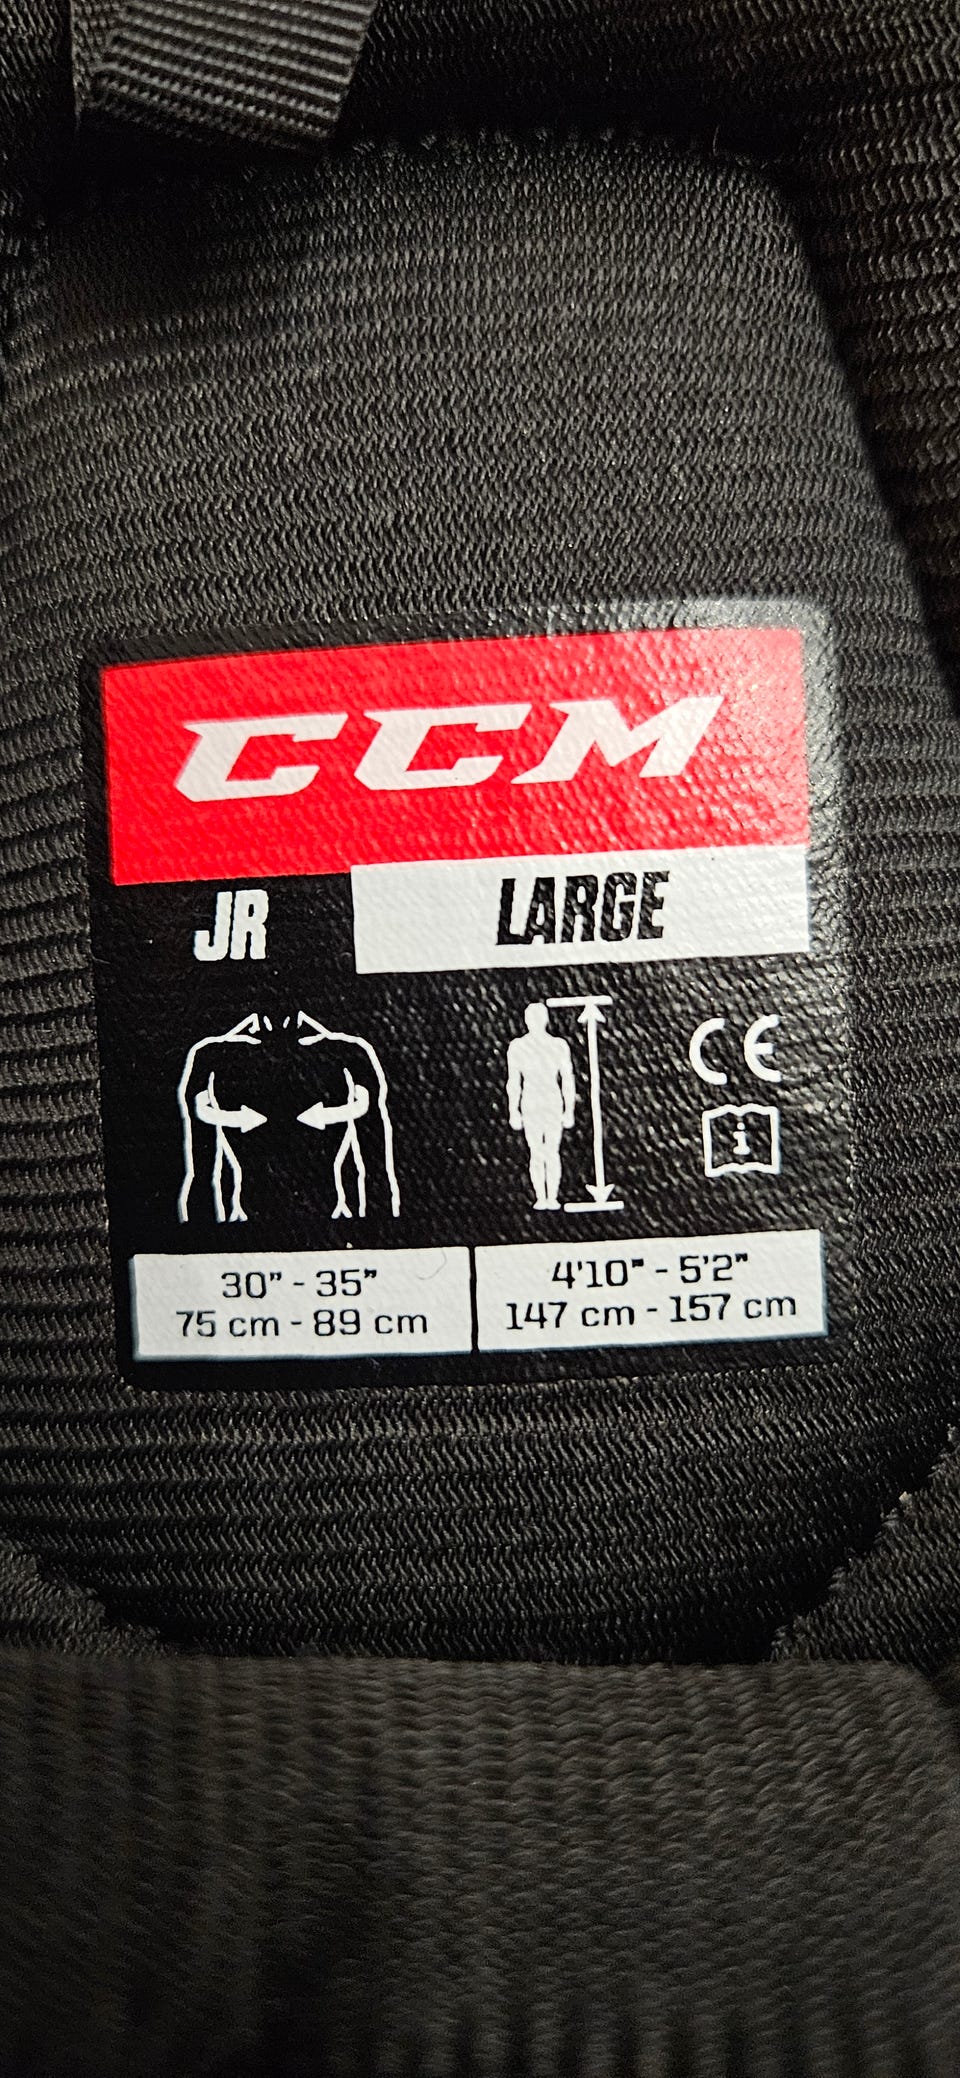 CCM
JR LARGE
CE
i
30" - 35"
75 cm - 89 cm
4'10" - 5'2"
147 cm - 157 cm